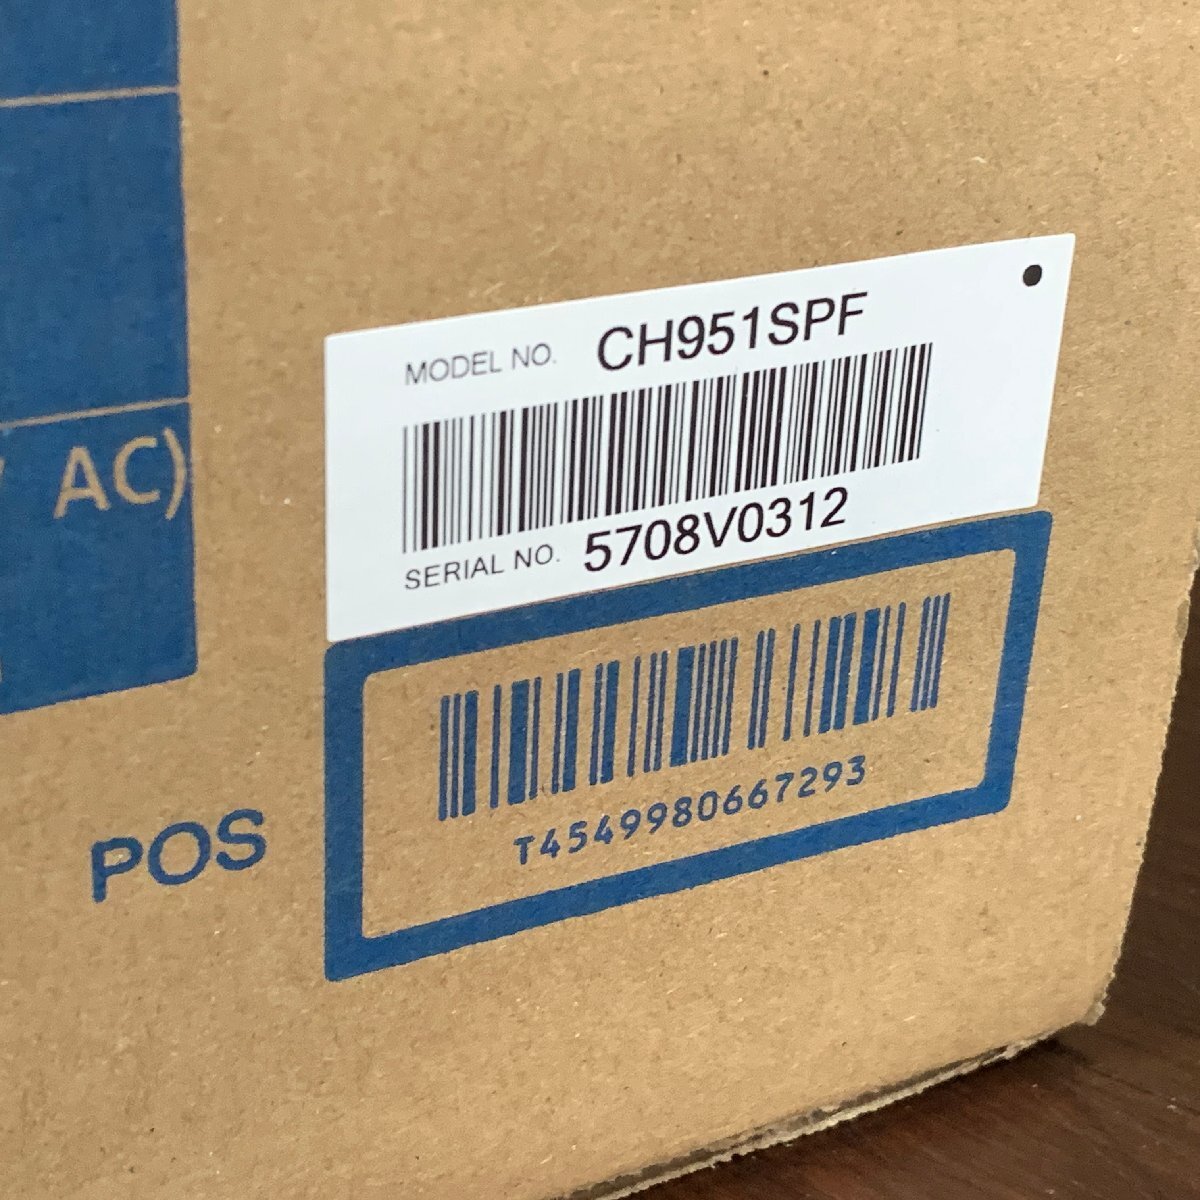 AC)
MODEL NO. CH951SPF
SERIAL NO. 5708V0312
T4549980667293
POS